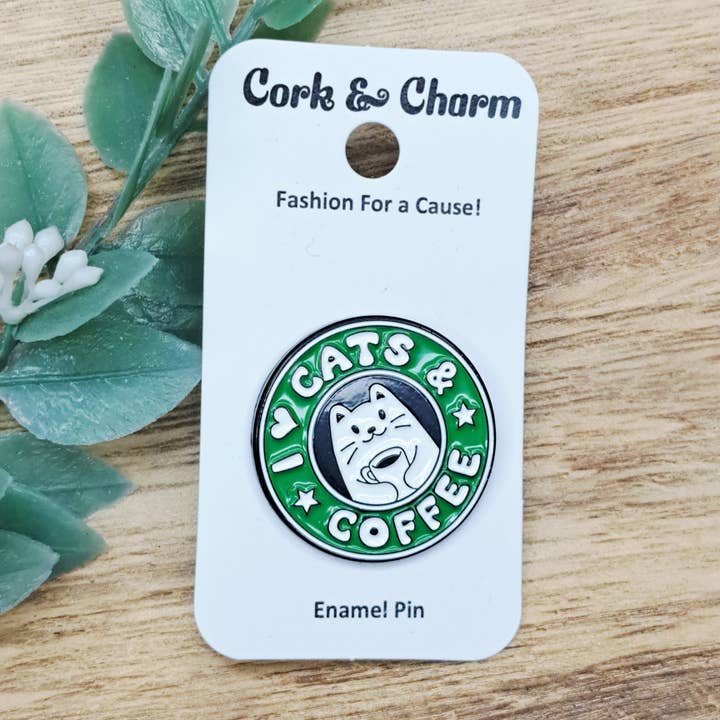 Cork & Charm
Fashion For a Cause!
I ♥ CATS &
COFFEE
Enamel Pin